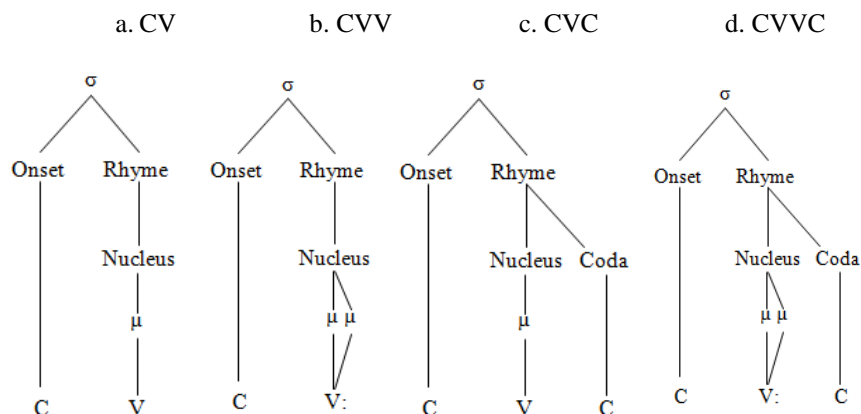 a. CV b. CVV c. CVC d. CVVC
σ σ σ σ
Onset Rhyme Onset Rhyme Onset Rhyme Onset Rhyme
Nucleus Nucleus Nucleus Coda Nucleus Coda
μ μ μ μ μ μ
C V C V: C V C C V: C